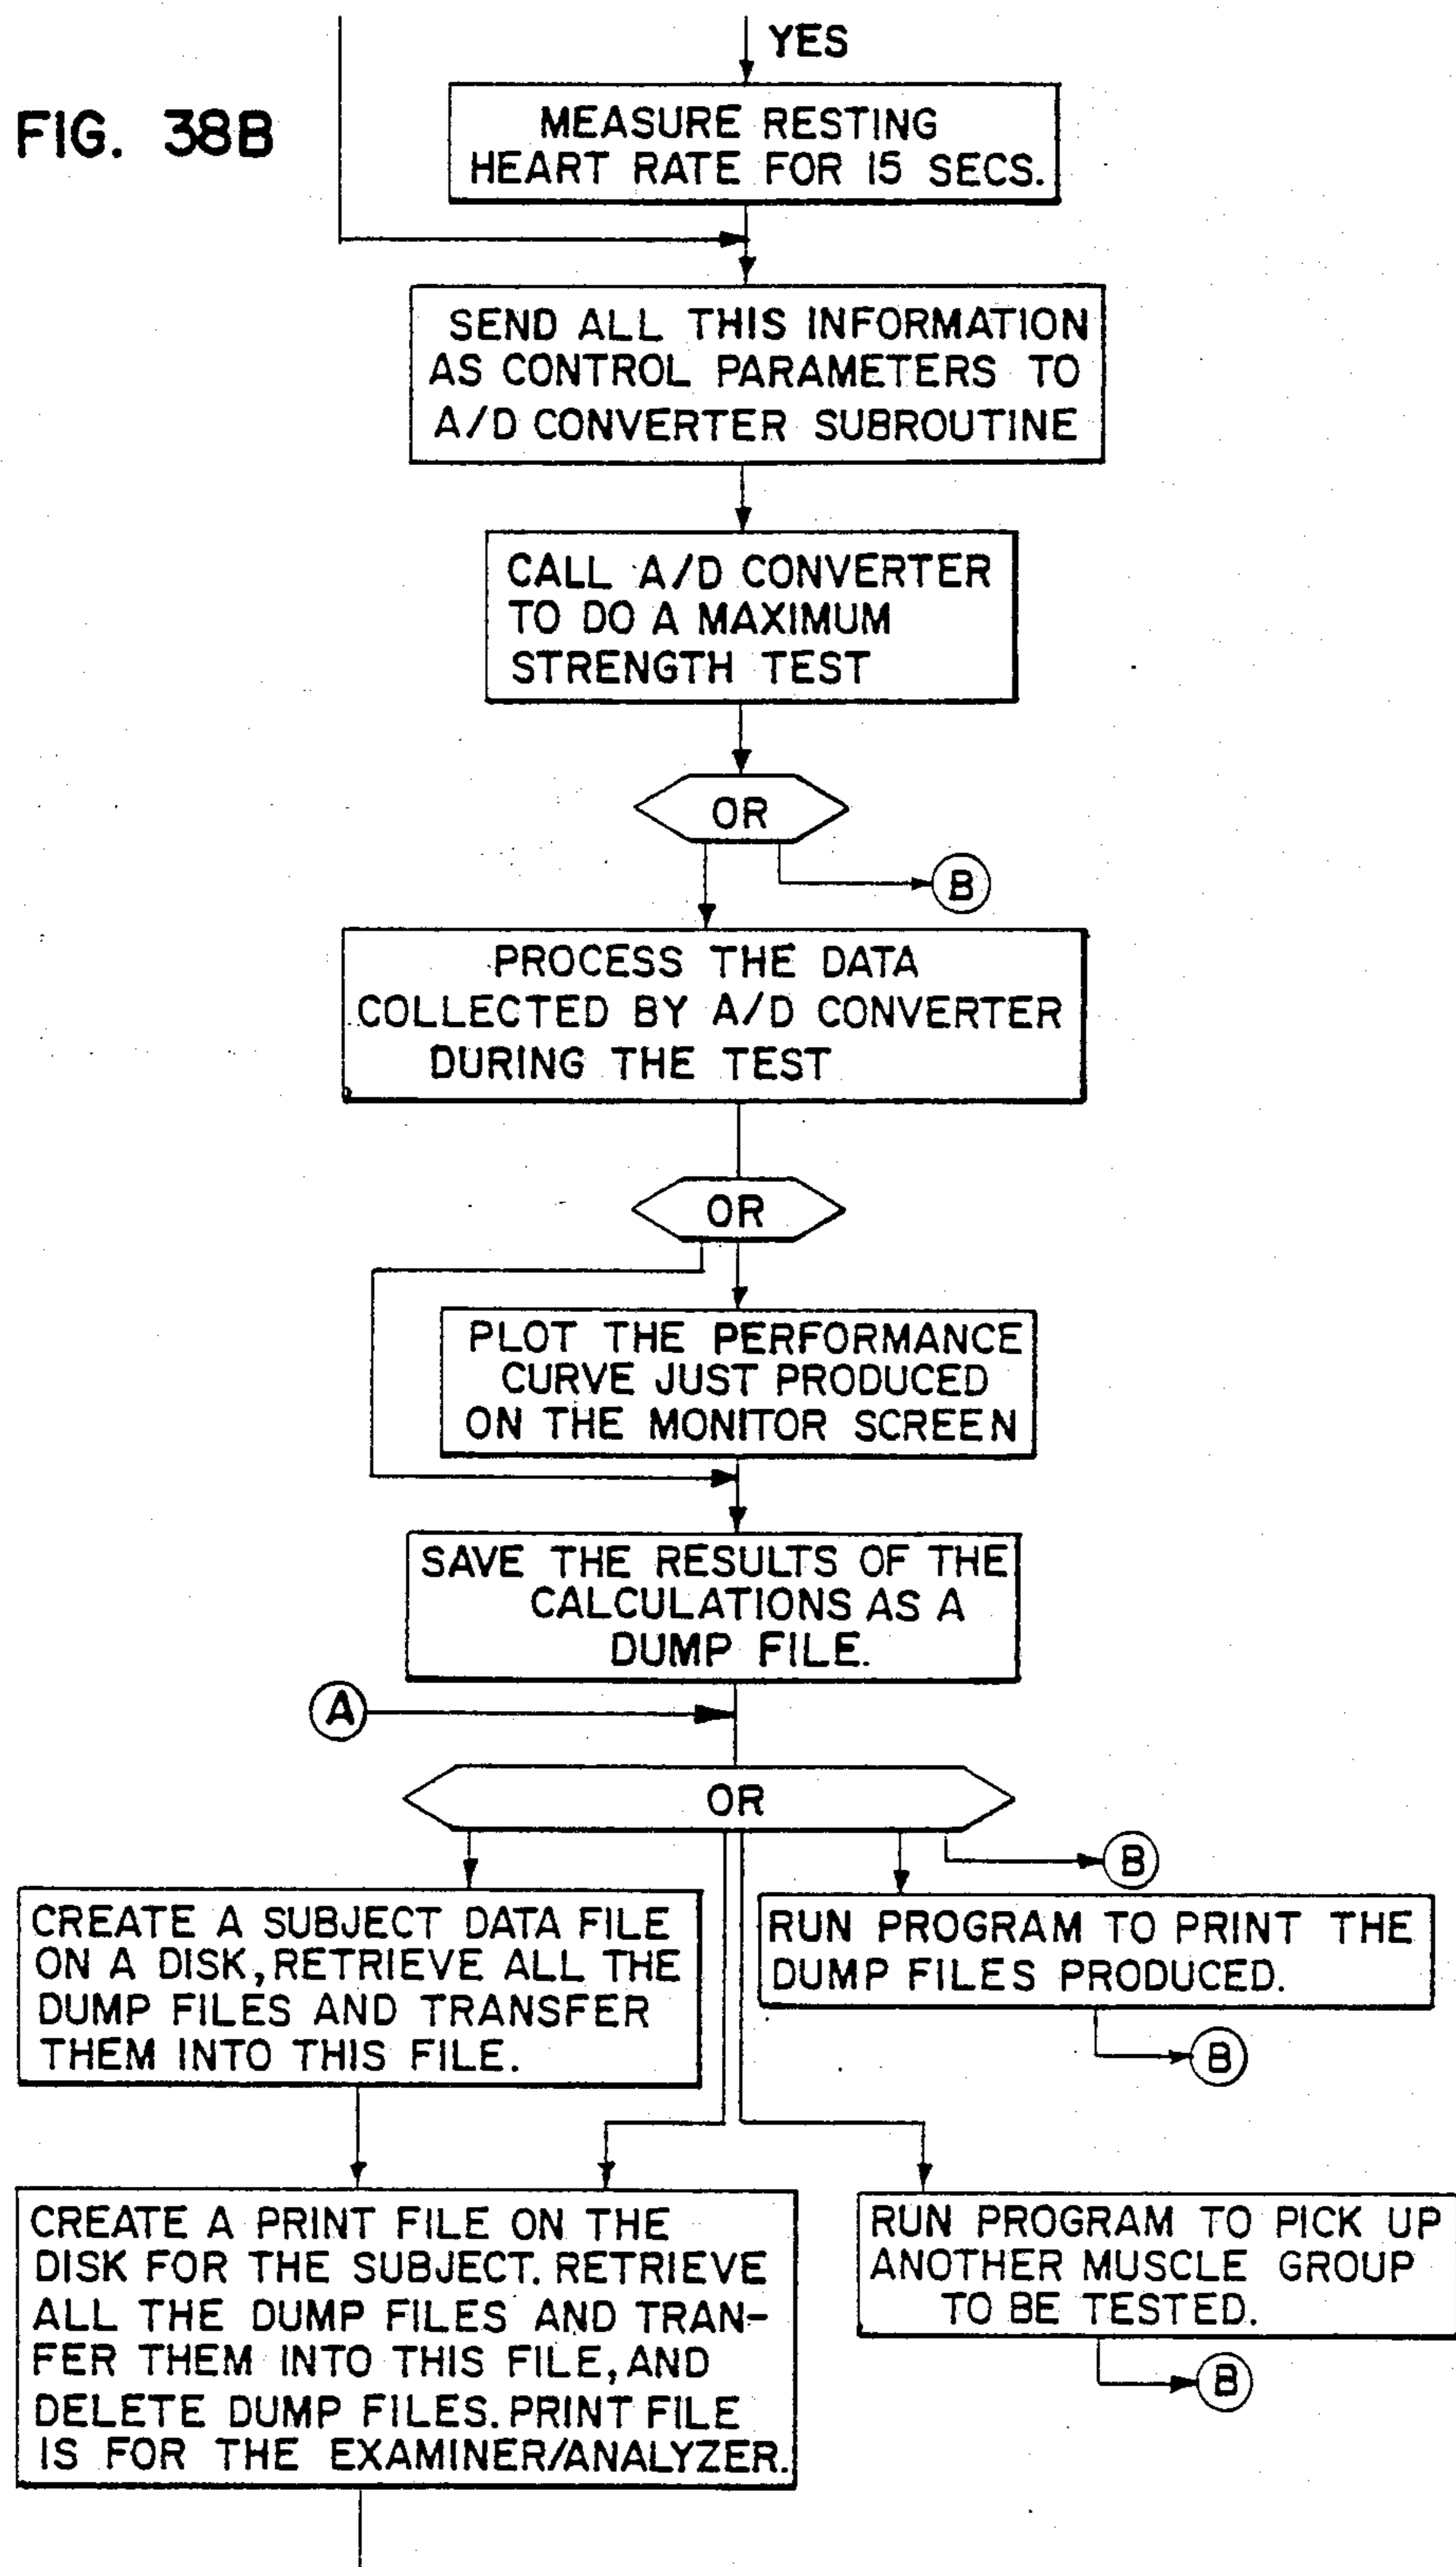 YES
FIG. 38B
MEASURE RESTING
HEART RATE FOR 15 SECS.
SEND ALL THIS INFORMATION
AS CONTROL PARAMETERS TO
A/D CONVERTER SUBROUTINE
CALL A/D CONVERTER
TO DO A MAXIMUM
STRENGTH TEST
OR
B
PROCESS THE DATA
COLLECTED BY A/D CONVERTER
DURING THE TEST
OR
PLOT THE PERFORMANCE
CURVE JUST PRODUCED
ON THE MONITOR SCREEN
SAVE THE RESULTS OF THE
CALCULATIONS AS A
DUMP FILE.
A
OR
B
CREATE A SUBJECT DATA FILE
ON A DISK, RETRIEVE ALL THE
DUMP FILES AND TRANSFER
THEM INTO THIS FILE.
RUN PROGRAM TO PRINT THE
DUMP FILES PRODUCED.
B
CREATE A PRINT FILE ON THE
DISK FOR THE SUBJECT. RETRIEVE
ALL THE DUMP FILES AND TRAN-
FER THEM INTO THIS FILE, AND
DELETE DUMP FILES. PRINT FILE
IS FOR THE EXAMINER/ANALYZER.
RUN PROGRAM TO PICK UP
ANOTHER MUSCLE GROUP
TO BE TESTED.
B